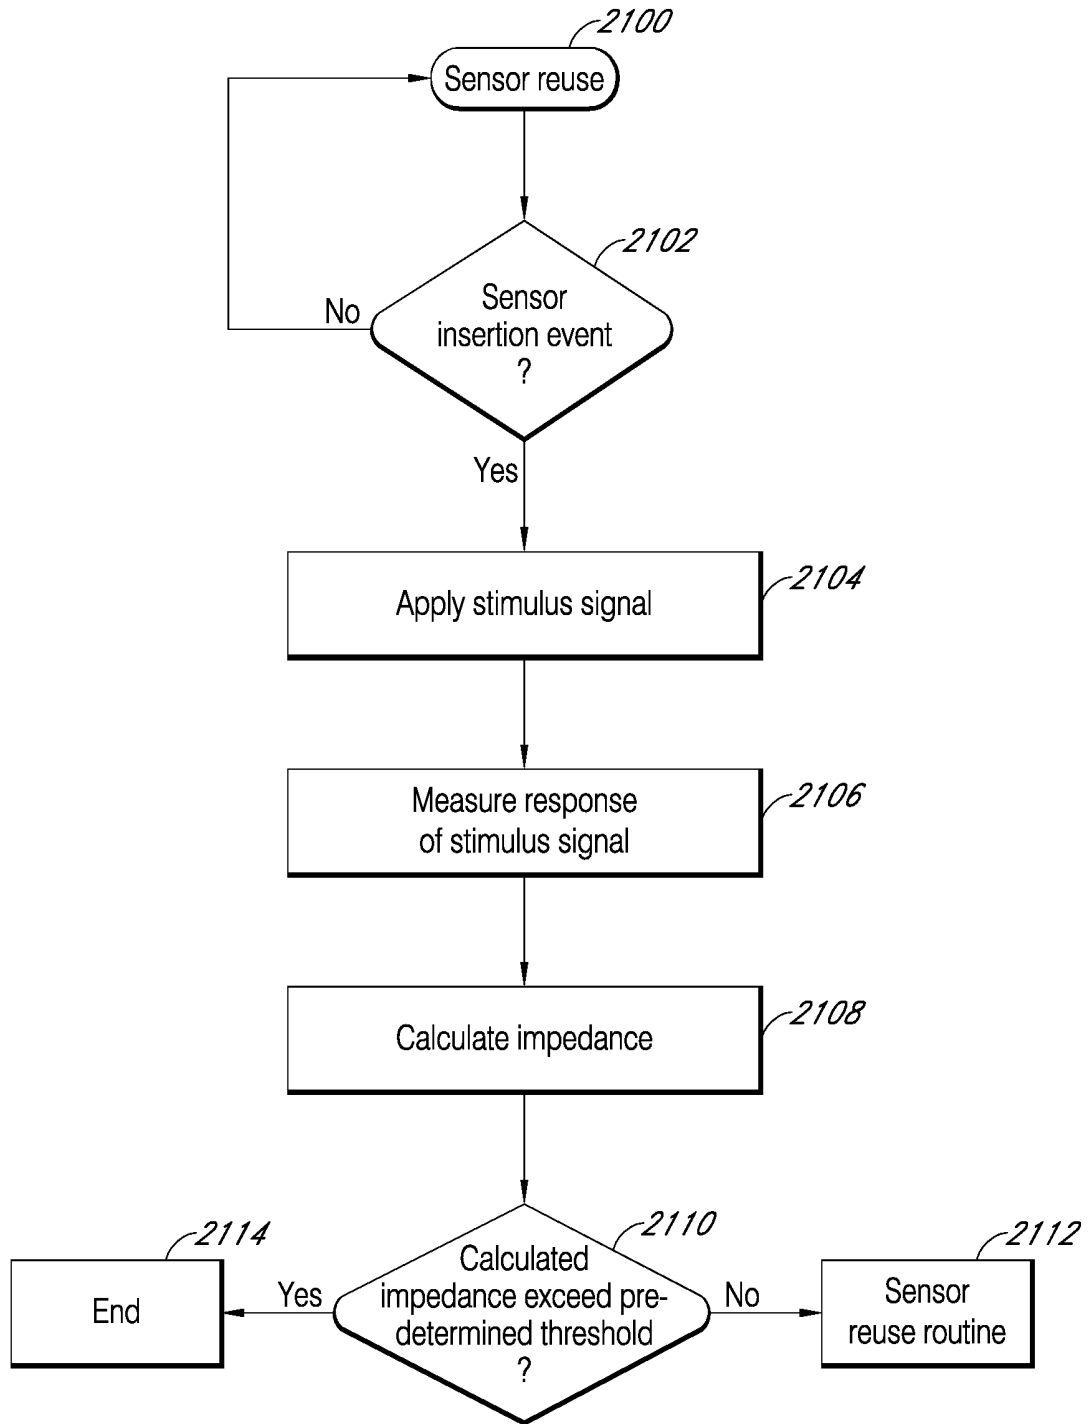 2100
Sensor reuse
2102
Sensor
insertion event
?
No
Yes
2104
Apply stimulus signal
2106
Measure response
of stimulus signal
2108
Calculate impedance
2110
Calculated
impedance exceed pre-
determined threshold
?
Yes
No
2114
End
2112
Sensor
reuse routine